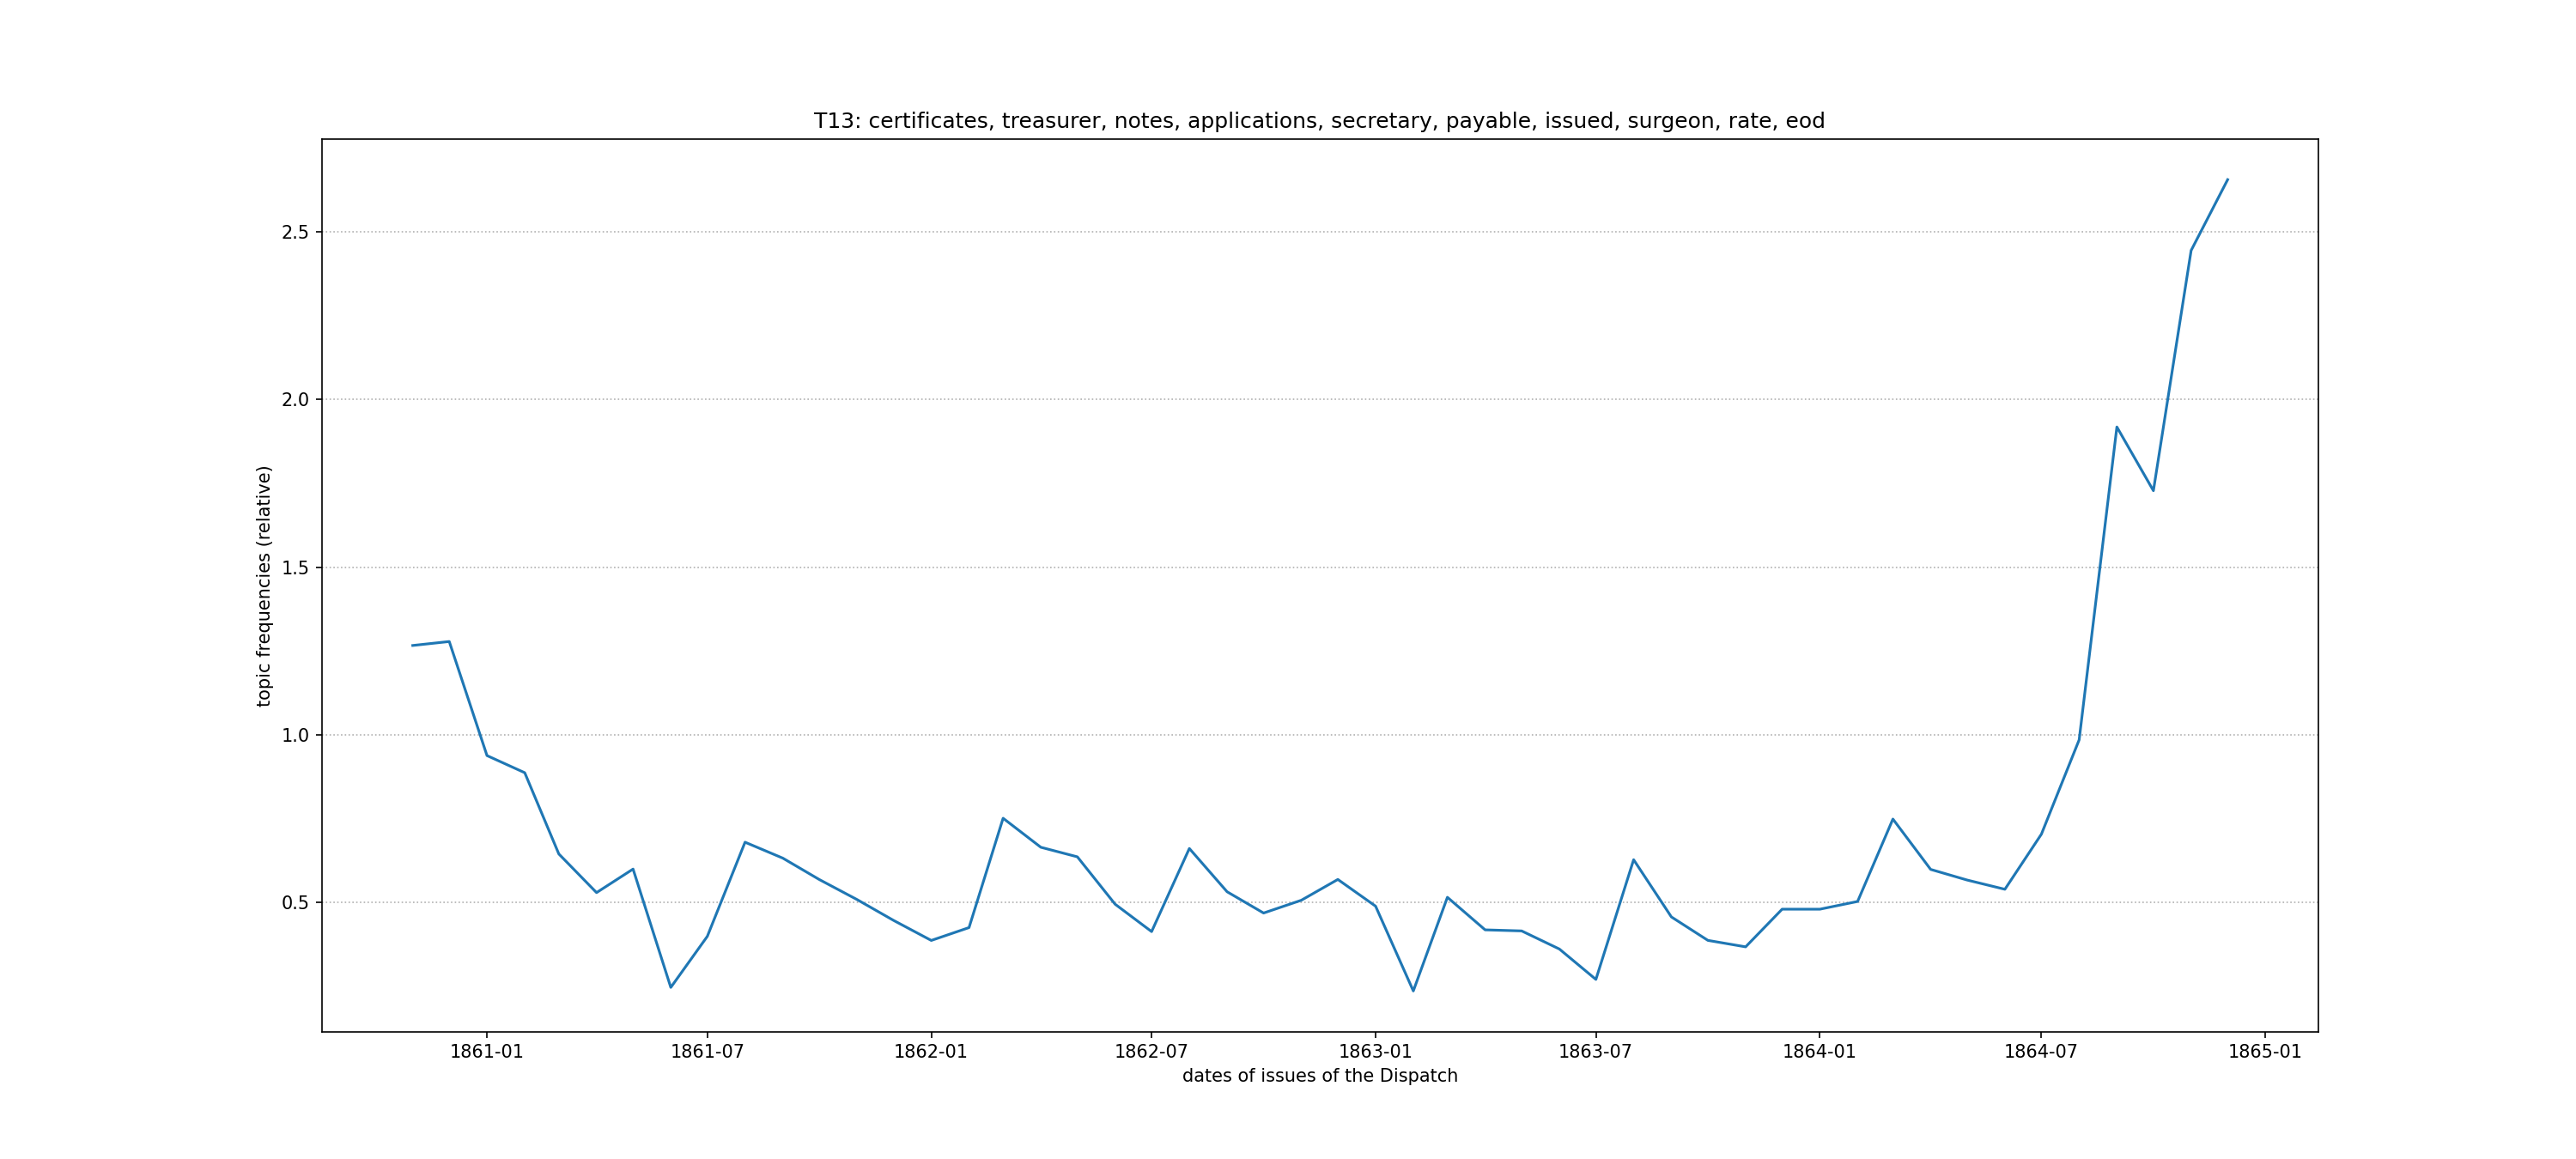 T13: certificates, treasurer, notes, applications, secretary, payable, issued, surgeon, rate, eod
topic frequencies (relative)
2.5
2.0
1.5
1.0
0.5
1861-01 1861-07 1862-01 1862-07 1863-01 1863-07 1864-01 1864-07 1865-01
dates of issues of the Dispatch